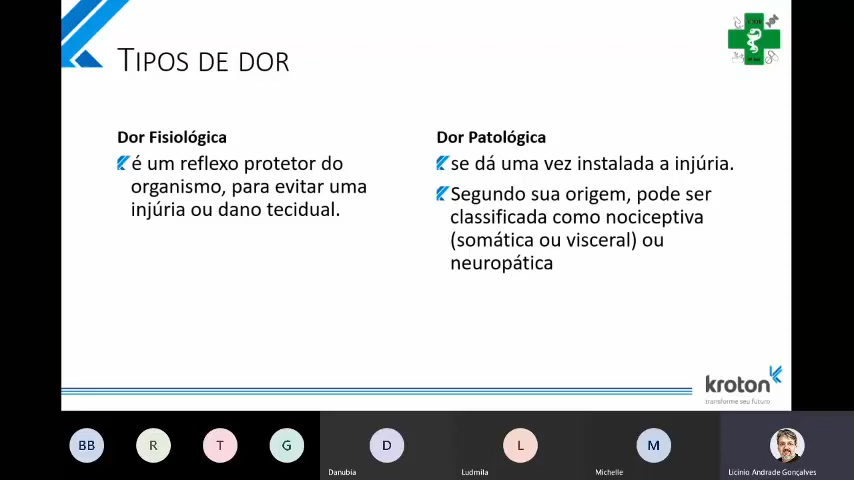 TIPOS DE DOR
Dor Fisiológica
é um reflexo protetor do
organismo, para evitar uma
injúria ou dano tecidual.
Dor Patológica
se dá uma vez instalada a injúria.
Segundo sua origem, pode ser
classificada como nociceptiva
(somática ou visceral) ou
neuropática
kroton
transforme seu futuro
BB
R
T
G
D
L
M
Danubia
Ludmila
Michelle
Licinio Andrade Gonçalves